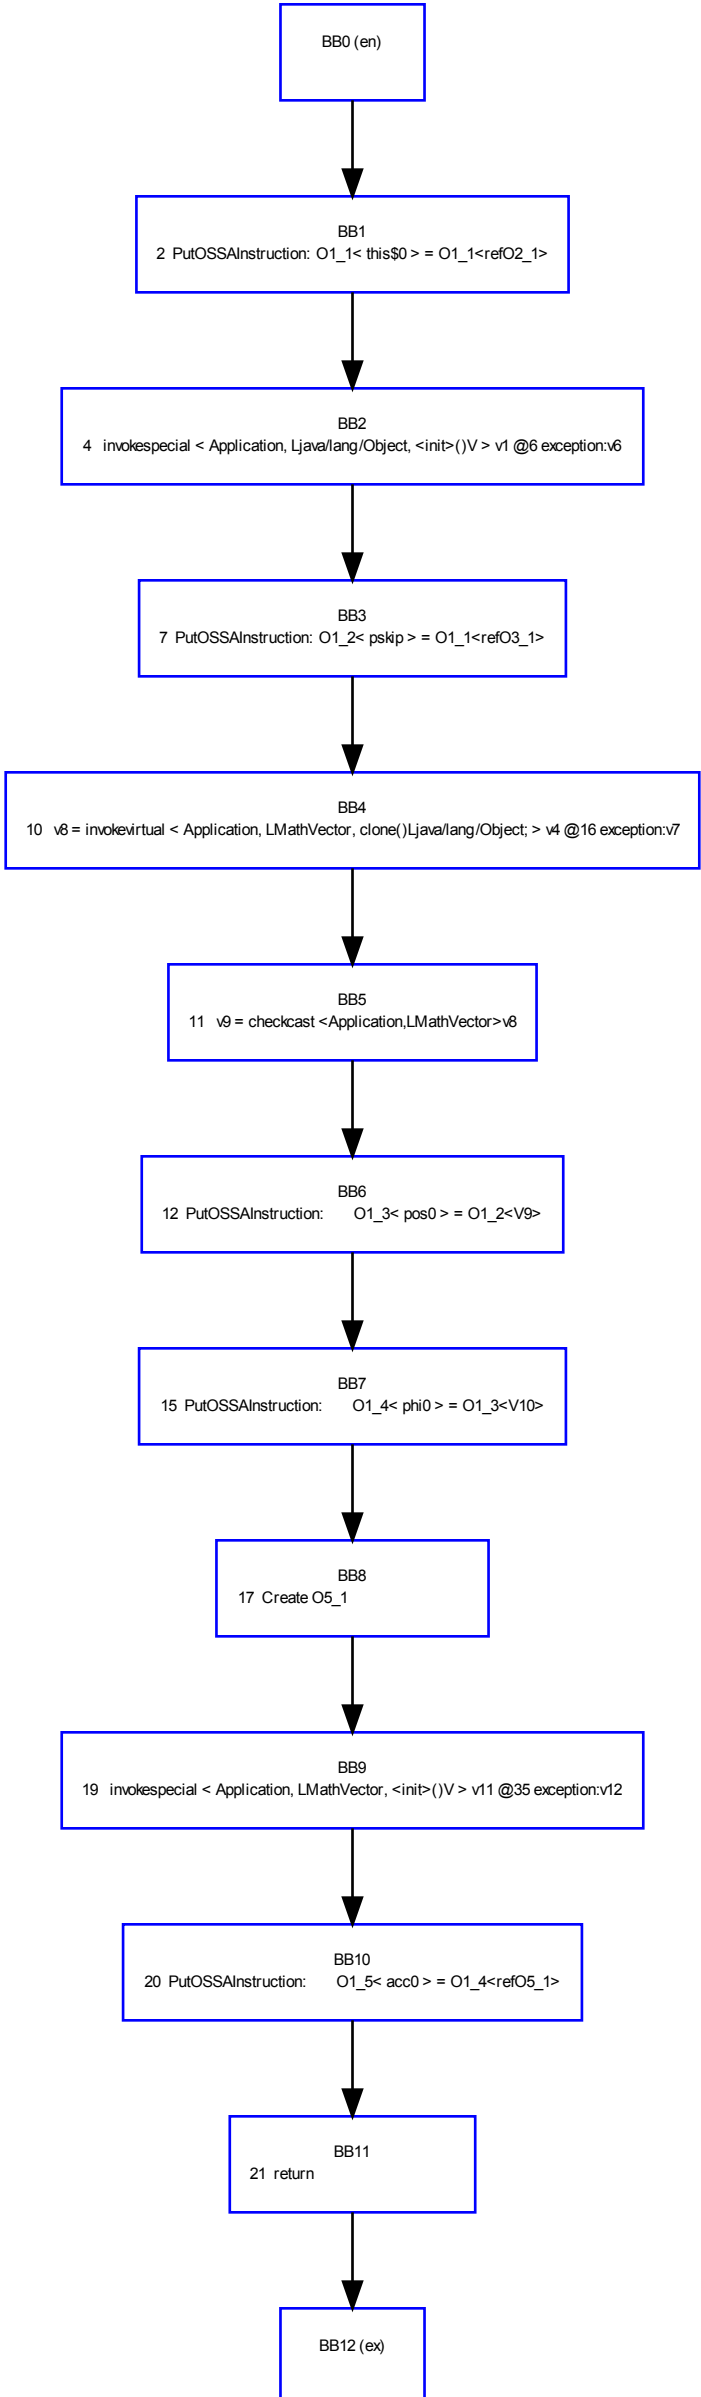 BB0 (en)
BB1
2 PutOSSAInstruction: O1_1< this$0 > = O1_1<refO2_1>
BB2
4 invokespecial < Application, Ljava/lang/Object, <init>()V > v1 @6 exception:v6
BB3
7 PutOSSAInstruction: O1_2< pskip > = O1_1<refO3_1>
BB4
10 v8 = invokevirtual < Application, LMathVector, clone()Ljava/lang/Object; > v4 @16 exception:v7
BB5
11 v9 = checkcast <Application,LMathVector>v8
BB6
12 PutOSSAInstruction: O1_3< pos0 > = O1_2<V9>
BB7
15 PutOSSAInstruction: O1_4< phi0 > = O1_3<V10>
BB8
17 Create O5_1
BB9
19 invokespecial < Application, LMathVector, <init>()V > v11 @35 exception:v12
BB10
20 PutOSSAInstruction: O1_5< acc0 > = O1_4<refO5_1>
BB11
21 return
BB12 (ex)